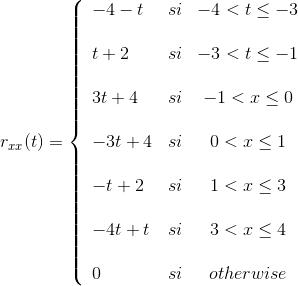 -4 - t si -4 < t ≤ -3
t + 2 si -3 < t ≤ -1
3t + 4 si -1 < x ≤ 0
r_{xx}(t) = { -3t + 4 si 0 < x ≤ 1
-t + 2 si 1 < x ≤ 3
-4t + t si 3 < x ≤ 4
0 si otherwise